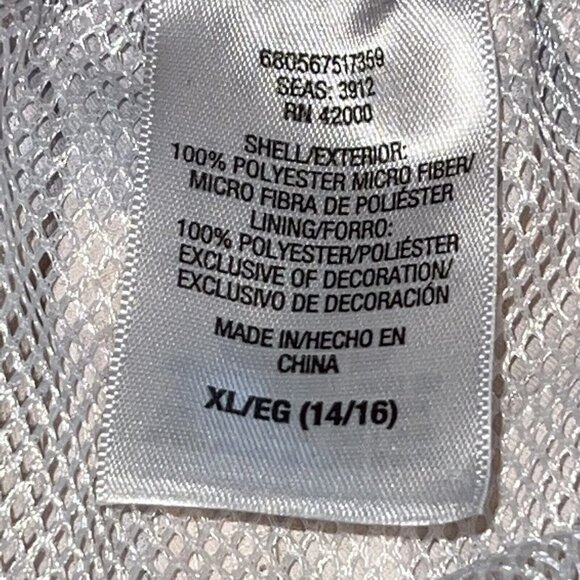 680567517359
SEAS: 3912
RN 42000
SHELL/EXTERIOR:
100% POLYESTER MICRO FIBER/
MICRO FIBRA DE POLIÉSTER
LINING/FORRO:
100% POLYESTER/POLIÉSTER
EXCLUSIVE OF DECORATION/
EXCLUSIVO DE DECORACIÓN
MADE IN/HECHO EN
CHINA
XL/EG (14/16)